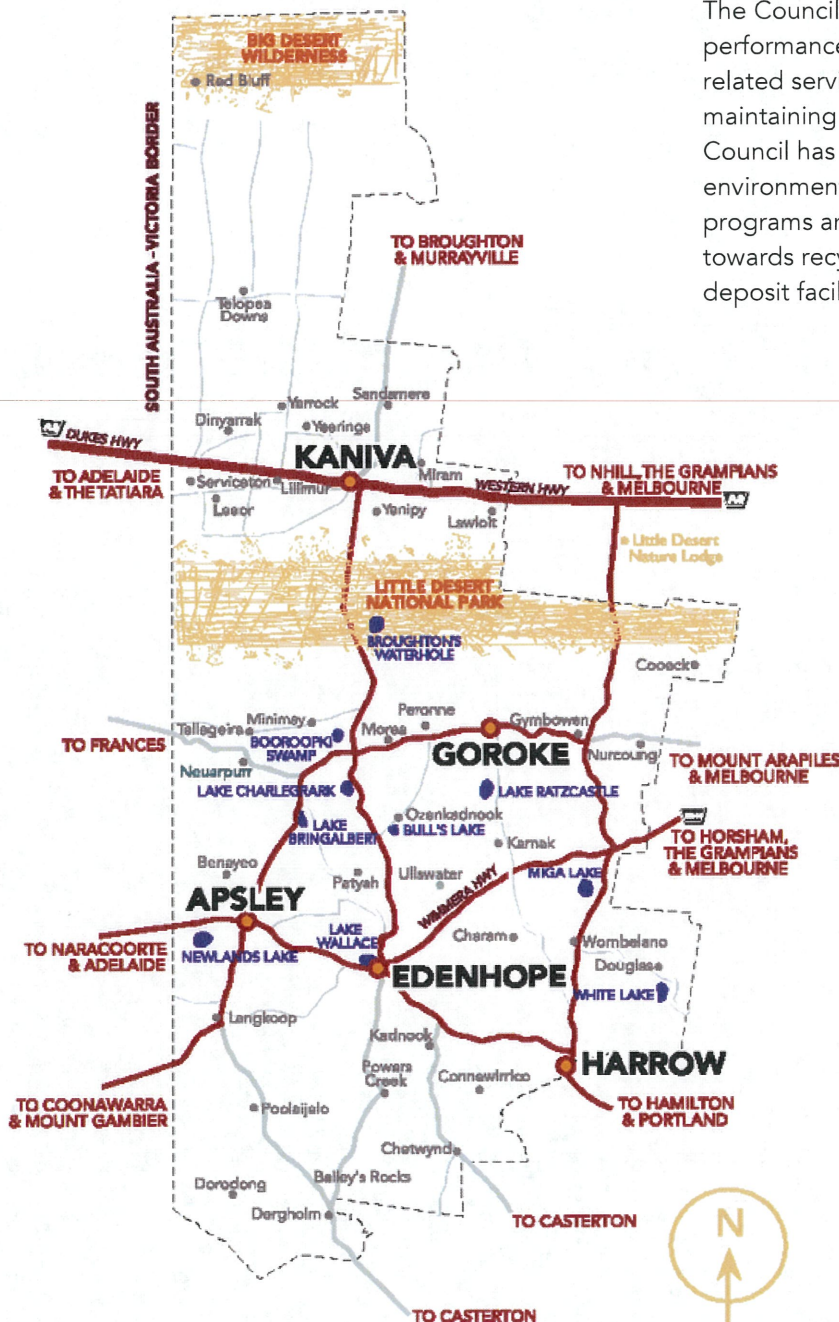 The Council
performance
related serv
maintaining
Council has
environmen
programs ar
towards recy
deposit facil
BIG DESERT
WILDERNESS
Red Bluff
SOUTH AUSTRALIA - VICTORIA BORDER
TO BROUGHTON
& MURRAYVILLE
Telopea
Downs
Yarrock
Sandsmere
Dinyarrak
Yearinga
DUKES HWY
KANIVA
TO ADELAIDE
& THE TATIARA
Serviceton
Lillimur
Miram
WESTERN HWY
TO NHILL, THE GRAMPIANS
& MELBOURNE
Leeor
Yanipy
Lawloit
Little Desert
Nature Lodge
LITTLE DESERT
NATIONAL PARK
BROUGHTON'S
WATERHOLE
Cooack
Peronne
Minimay
Gymbowen
Tallageira
Morea
TO FRANCES
BOOROOPKI
SWAMP
GOROKE
Nurcoung
TO MOUNT ARAPILES
& MELBOURNE
Neuarpurr
LAKE CHARLEGRARK
LAKE RATZCASTLE
Ozenkadnook
LAKE
BRINGALBERT
BULL'S LAKE
TO HORSHAM,
THE GRAMPIANS
& MELBOURNE
Karnak
Benayeo
Patyah
Ullswater
MIGA LAKE
APSLEY
WIMMERA HWY
TO NARACOORTE
& ADELAIDE
NEWLANDS LAKE
LAKE
WALLACE
Charam
Wombelano
Douglas
EDENHOPE
WHITE LAKE
Langkoop
Kadnook
HARROW
Powers
Creek
Connewirrico
TO COONAWARRA
& MOUNT GAMBIER
Poolaijelo
TO HAMILTON
& PORTLAND
Chetwynd
Bailey's Rocks
Dorodong
Dergholm
TO CASTERTON
N
TO CASTERTON